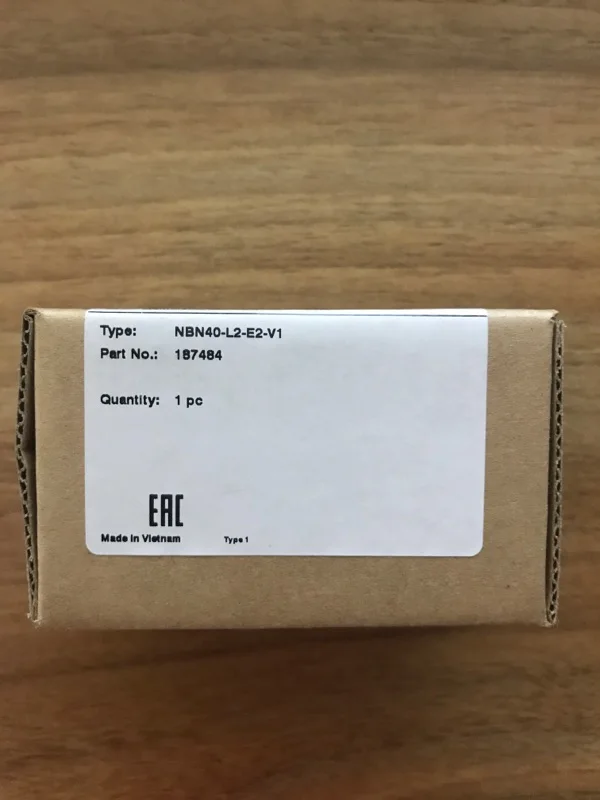 Type: NBN40-L2-E2-V1
Part No.: 187484
Quantity: 1 pc
EAC
Made in Vietnam Type 1